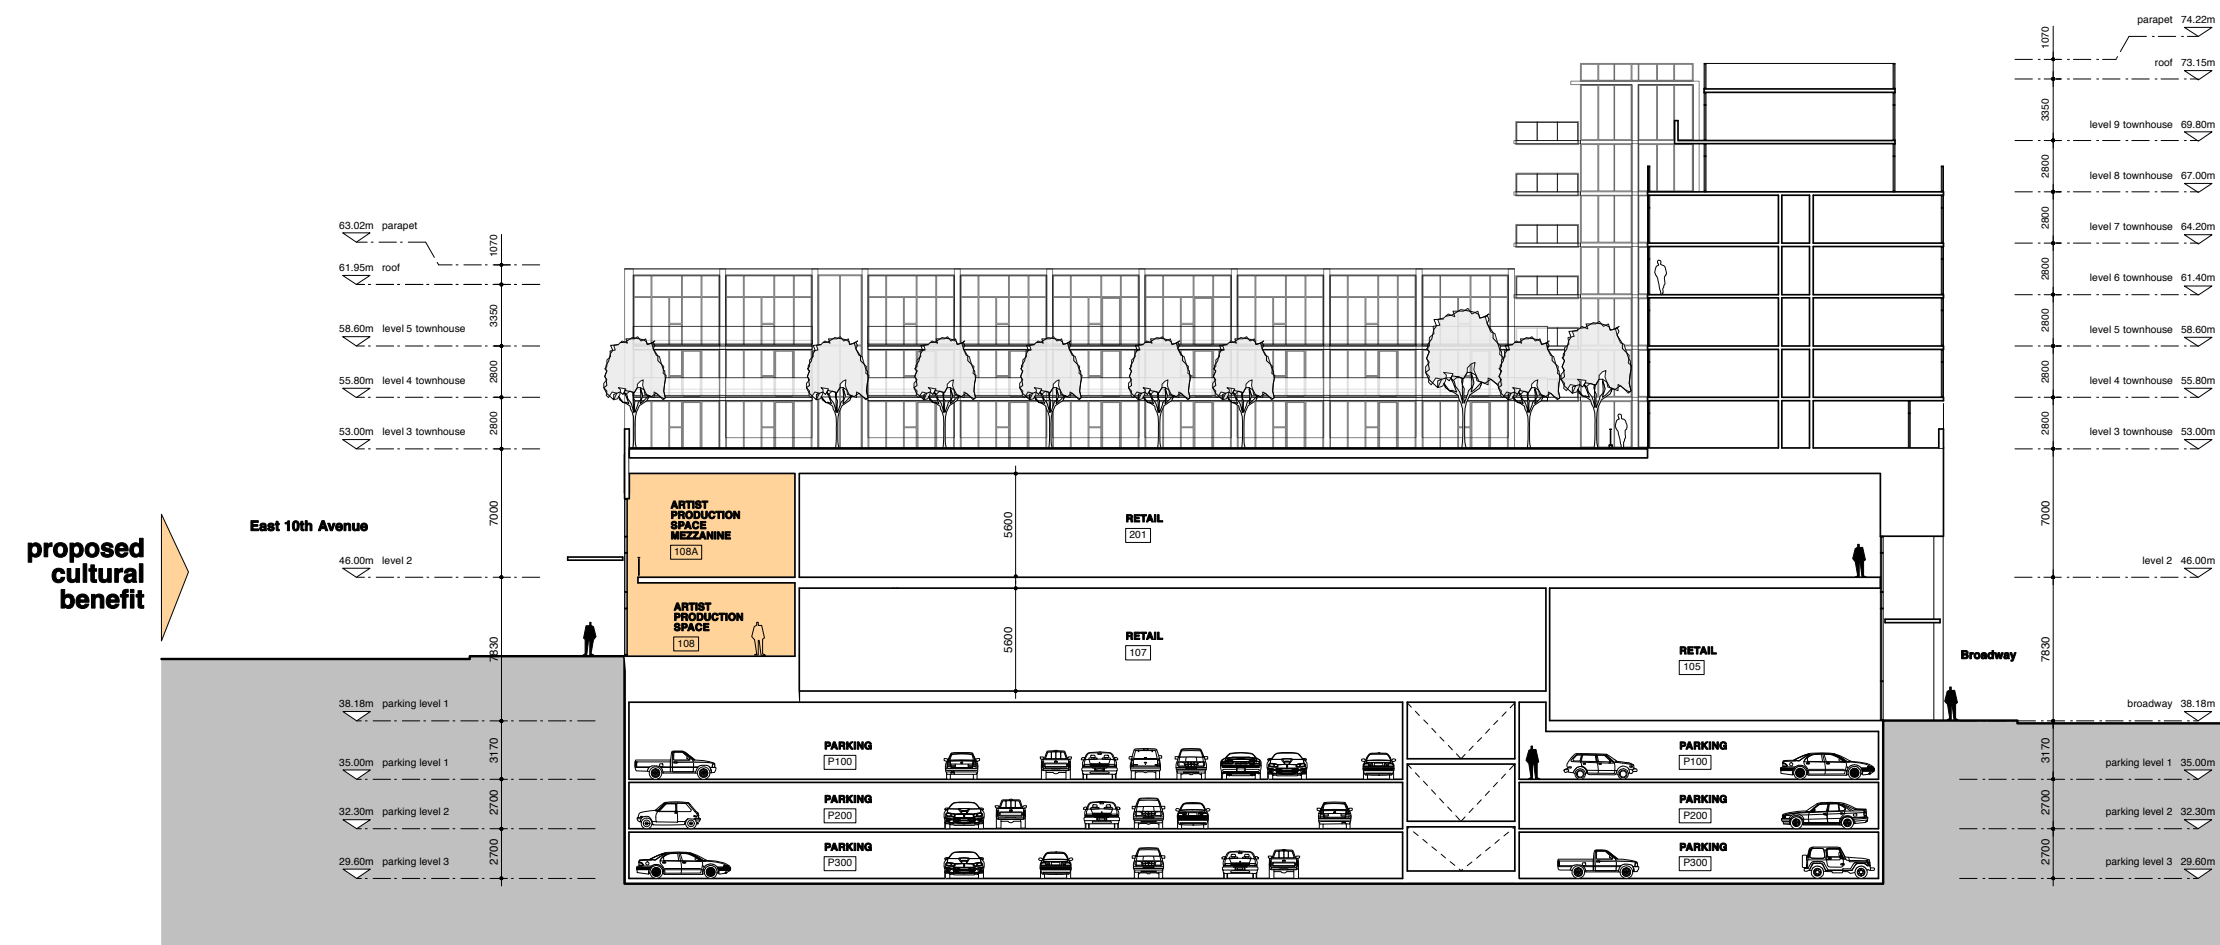 proposed
cultural
benefit
East 10th Avenue
63.02m parapet
61.95m roof
58.60m level 5 townhouse
55.80m level 4 townhouse
53.00m level 3 townhouse
46.00m level 2
38.18m parking level 1
35.00m parking level 1
32.30m parking level 2
29.60m parking level 3
1070
3350
2800
2800
7000
7830
3170
2700
2700
ARTIST
PRODUCTION
SPACE
MEZZANINE
108A
ARTIST
PRODUCTION
SPACE
108
5600
RETAIL
201
5600
RETAIL
107
RETAIL
105
PARKING
P100
PARKING
P100
PARKING
P200
PARKING
P200
PARKING
P300
PARKING
P300
Broadway
1070
3350
2800
2800
2800
2800
2800
2800
7000
7830
3170
2700
2700
parapet 74.22m
roof 73.15m
level 9 townhouse 69.80m
level 8 townhouse 67.00m
level 7 townhouse 64.20m
level 6 townhouse 61.40m
level 5 townhouse 58.60m
level 4 townhouse 55.80m
level 3 townhouse 53.00m
level 2 46.00m
broadway 38.18m
parking level 1 35.00m
parking level 2 32.30m
parking level 3 29.60m